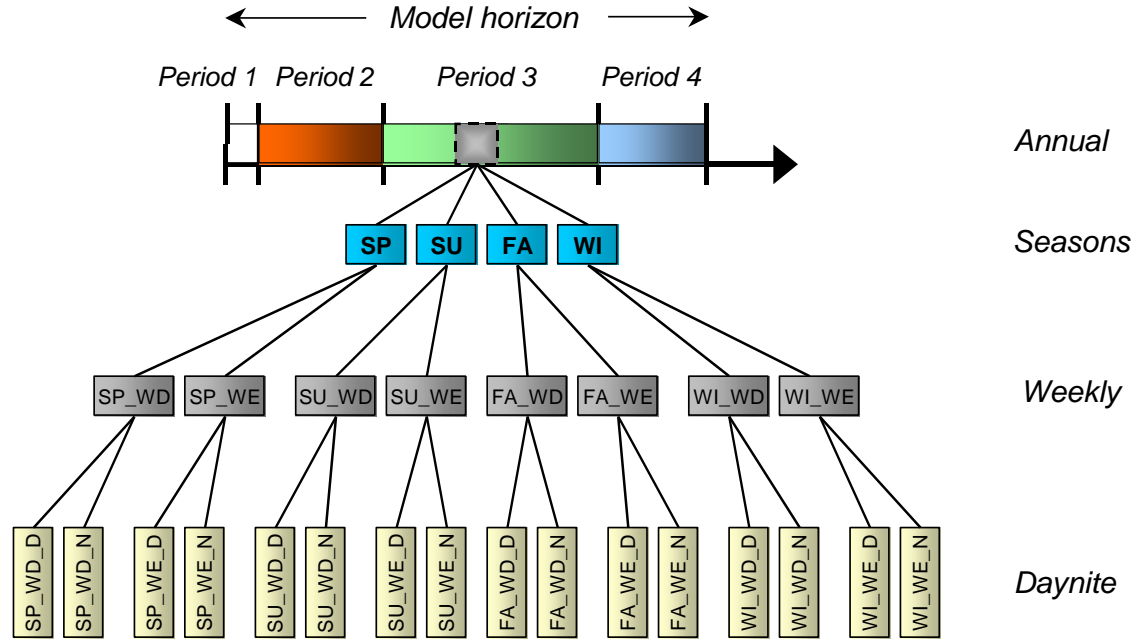 Model horizon
Period 1 Period 2 Period 3 Period 4
Annual
SP SU FA WI
Seasons
SP_WD SP_WE SU_WD SU_WE FA_WD FA_WE WI_WD WI_WE
Weekly
SP_WD_D SP_WD_N SP_WE_D SP_WE_N SU_WD_D SU_WD_N SU_WE_D SU_WE_N FA_WD_D FA_WD_N FA_WE_D FA_WE_N WI_WD_D WI_WD_N WI_WE_D WI_WE_N
Daynite